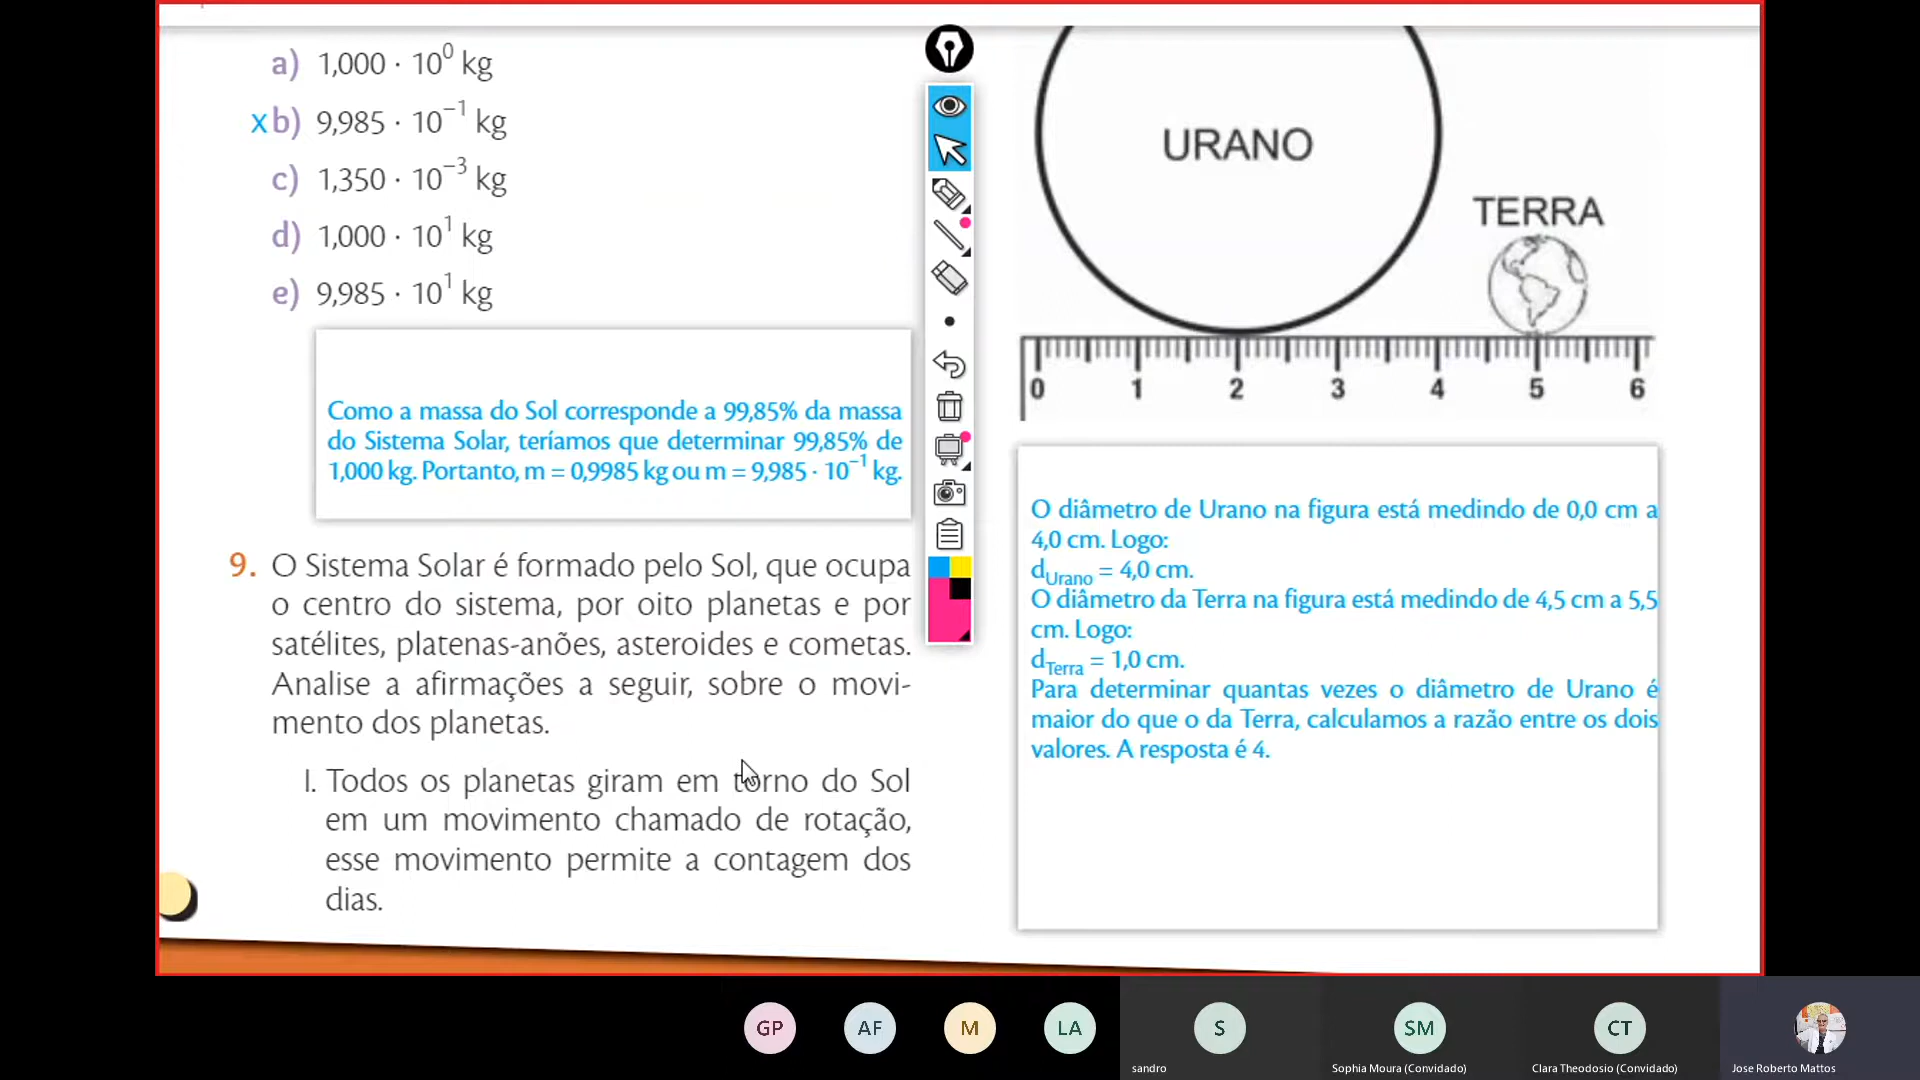 a) 1,000 · 10⁰ kg
x b) 9,985 · 10⁻¹ kg
c) 1,350 · 10⁻³ kg
d) 1,000 · 10¹ kg
e) 9,985 · 10¹ kg
Como a massa do Sol corresponde a 99,85% da massa
do Sistema Solar, teríamos que determinar 99,85% de
1,000 kg. Portanto, m = 0,9985 kg ou m = 9,985 · 10⁻¹ kg.
9. O Sistema Solar é formado pelo Sol, que ocupa
o centro do sistema, por oito planetas e por
satélites, platenas-anões, asteroides e cometas.
Analise a afirmações a seguir, sobre o movi-
mento dos planetas.
I. Todos os planetas giram em torno do Sol
em um movimento chamado de rotação,
esse movimento permite a contagem dos
dias.
URANO
TERRA
0 1 2 3 4 5 6
O diâmetro de Urano na figura está medindo de 0,0 cm a
4,0 cm. Logo:
d_Urano = 4,0 cm.
O diâmetro da Terra na figura está medindo de 4,5 cm a 5,5
cm. Logo:
d_Terra = 1,0 cm.
Para determinar quantas vezes o diâmetro de Urano é
maior do que o da Terra, calculamos a razão entre os dois
valores. A resposta é 4.
GP AF M LA S SM CT
sandro Sophia Moura (Convidado) Clara Theodosio (Convidado) Jose Roberto Mattos